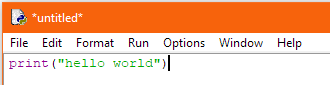 *untitled*
File Edit Format Run Options Window Help
print("hello world")